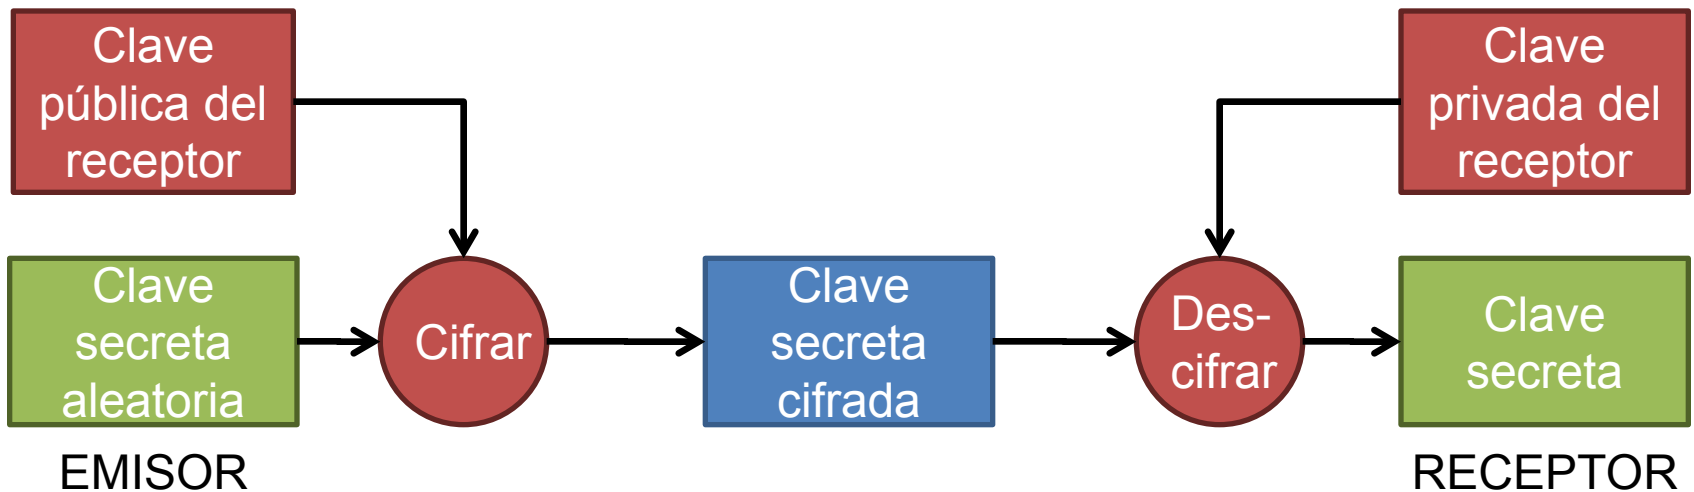 Clave
pública del
receptor
Clave
privada del
receptor
Clave
secreta
aleatoria
Cifrar
Clave
secreta
cifrada
Des-
cifrar
Clave
secreta
EMISOR
RECEPTOR